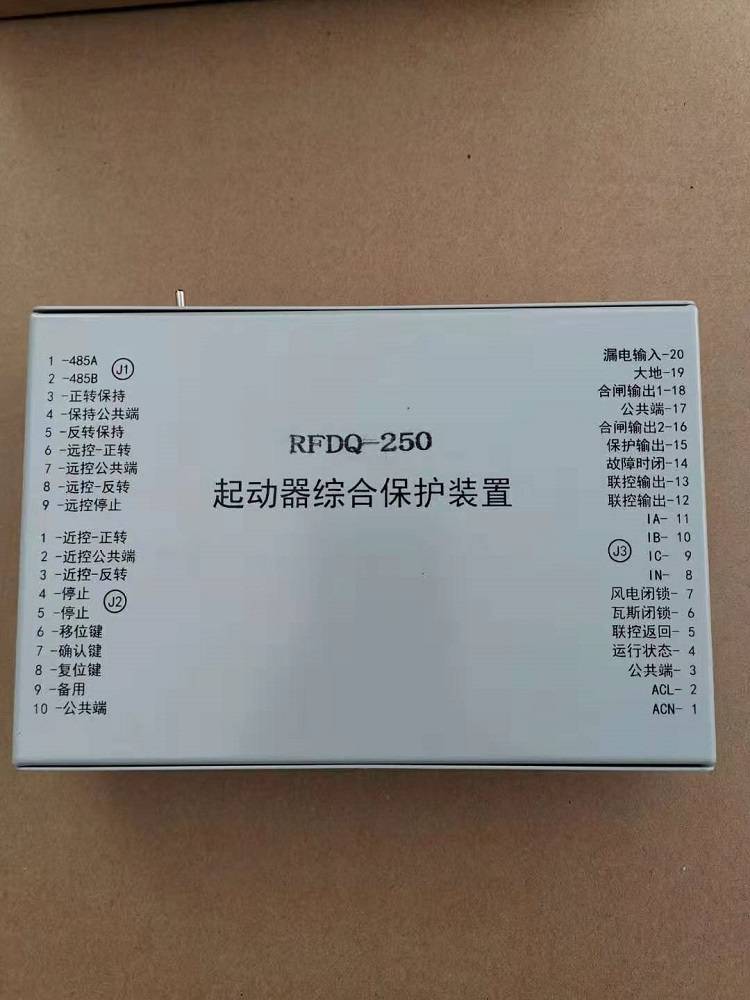 1 -485A
2 -485B
J1
3 -正转保持
4 -保持公共端
5 -反转保持
6 -远控-正转
7 -远控公共端
8 -远控-反转
9 -远控停止
1 -近控-正转
2 -近控公共端
3 -近控-反转
4 -停止
J2
5 -停止
6 -移位键
7 -确认键
8 -复位键
9 -备用
10 -公共端
RFDQ-250
起动器综合保护装置
漏电输入-20
大地-19
合闸输出1-18
公共端-17
合闸输出2-16
保护输出-15
故障时闭-14
联控输出-13
联控输出-12
IA- 11
IB- 10
J3
IC- 9
IN- 8
风电闭锁- 7
瓦斯闭锁- 6
联控返回- 5
运行状态- 4
公共端- 3
ACL- 2
ACN- 1